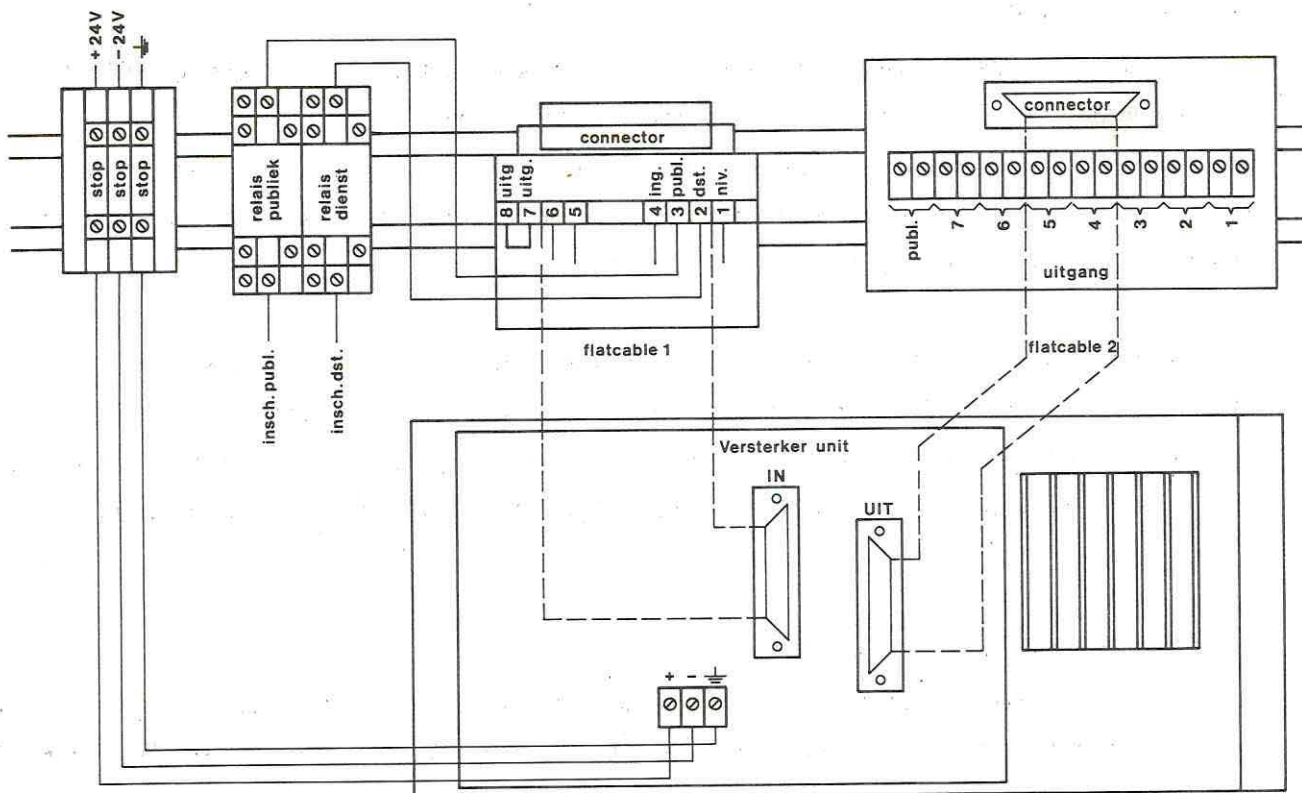 +24V
-24V
stop
stop
stop
relais
publiek
relais
dienst
insch. publ.
insch. dst.
connector
uitg
uitg.
ing.
publ.
dst.
niv.
8 7 6 5 4 3 2 1
flatcable 1
connector
publ. 7 6 5 4 3 2 1
uitgang
flatcable 2
Versterker unit
IN
UIT
+ -